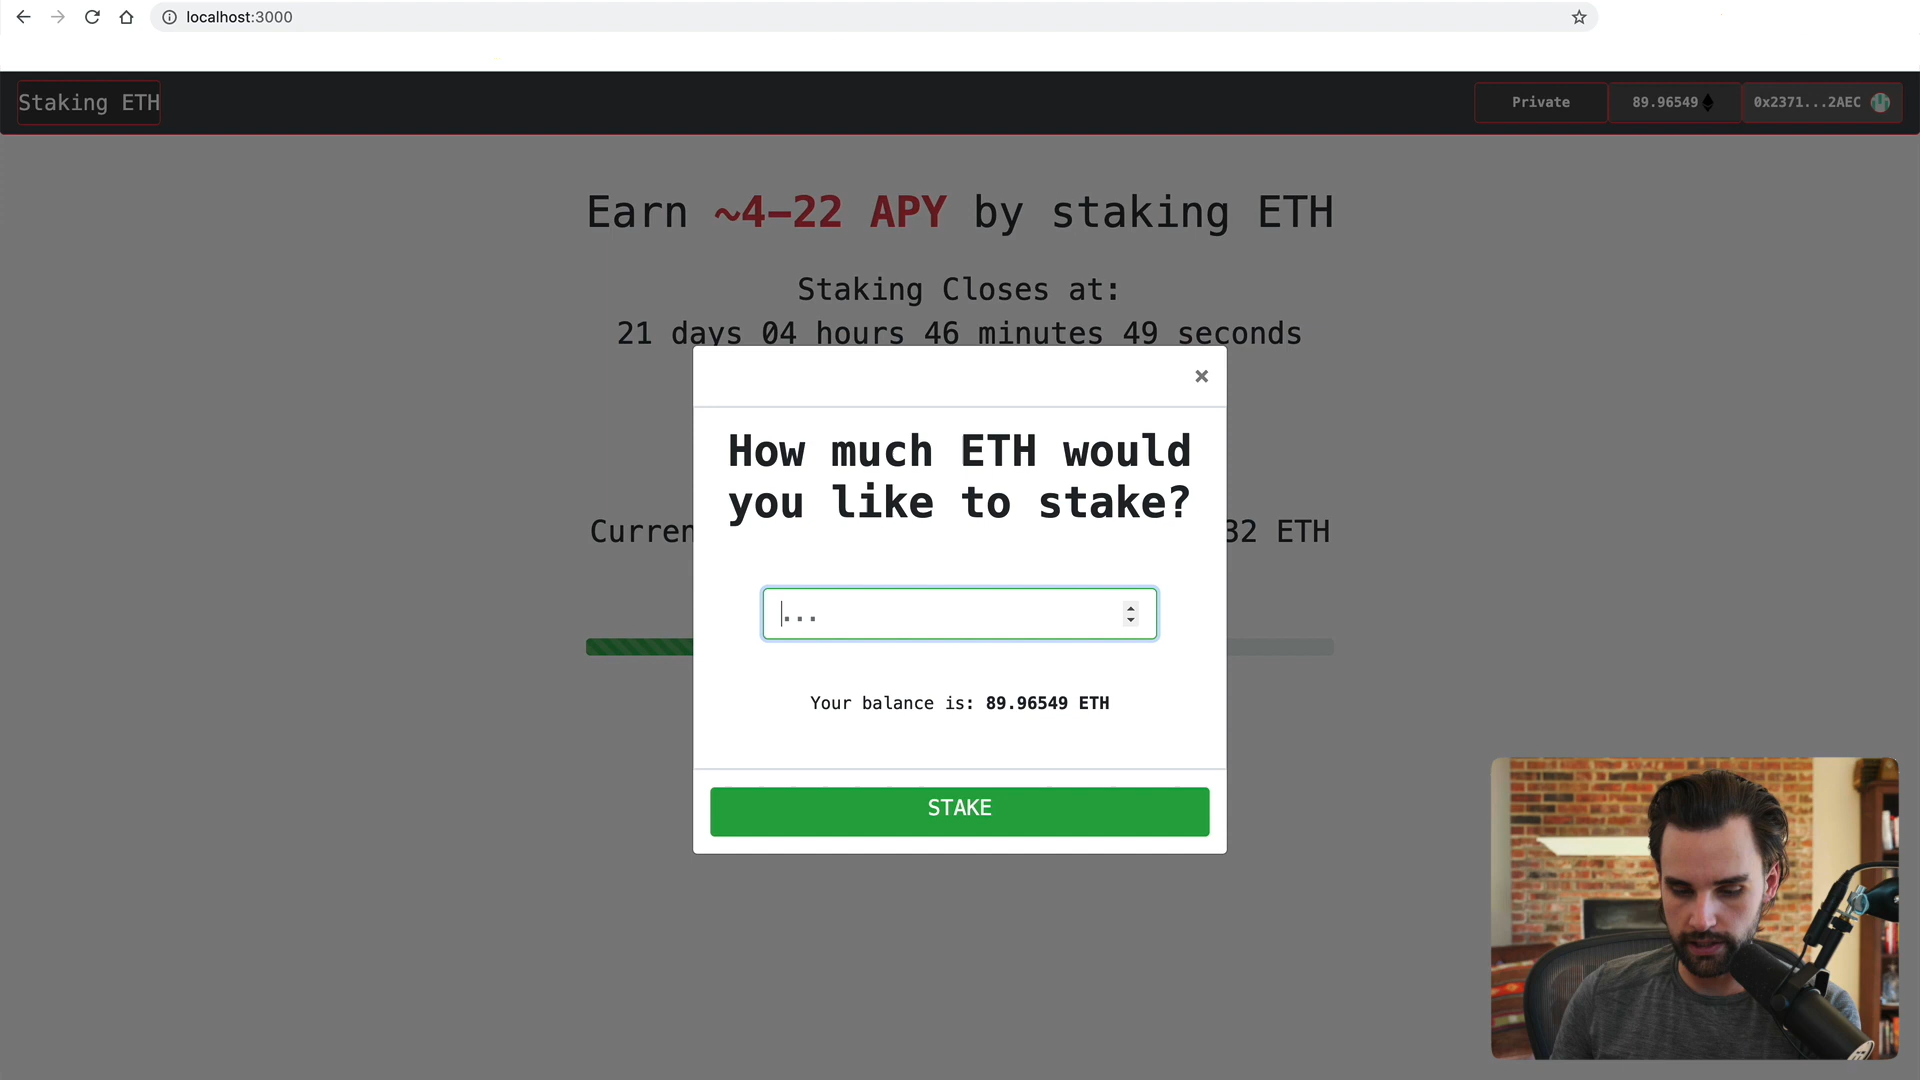 localhost:3000
Staking ETH
Private
89.96549
0x2371...2AEC
Earn ~4–22 APY by staking ETH
Staking Closes at:
21 days 04 hours 46 minutes 49 seconds
×
How much ETH would
you like to stake?
Curren
32 ETH
...
Your balance is: 89.96549 ETH
STAKE